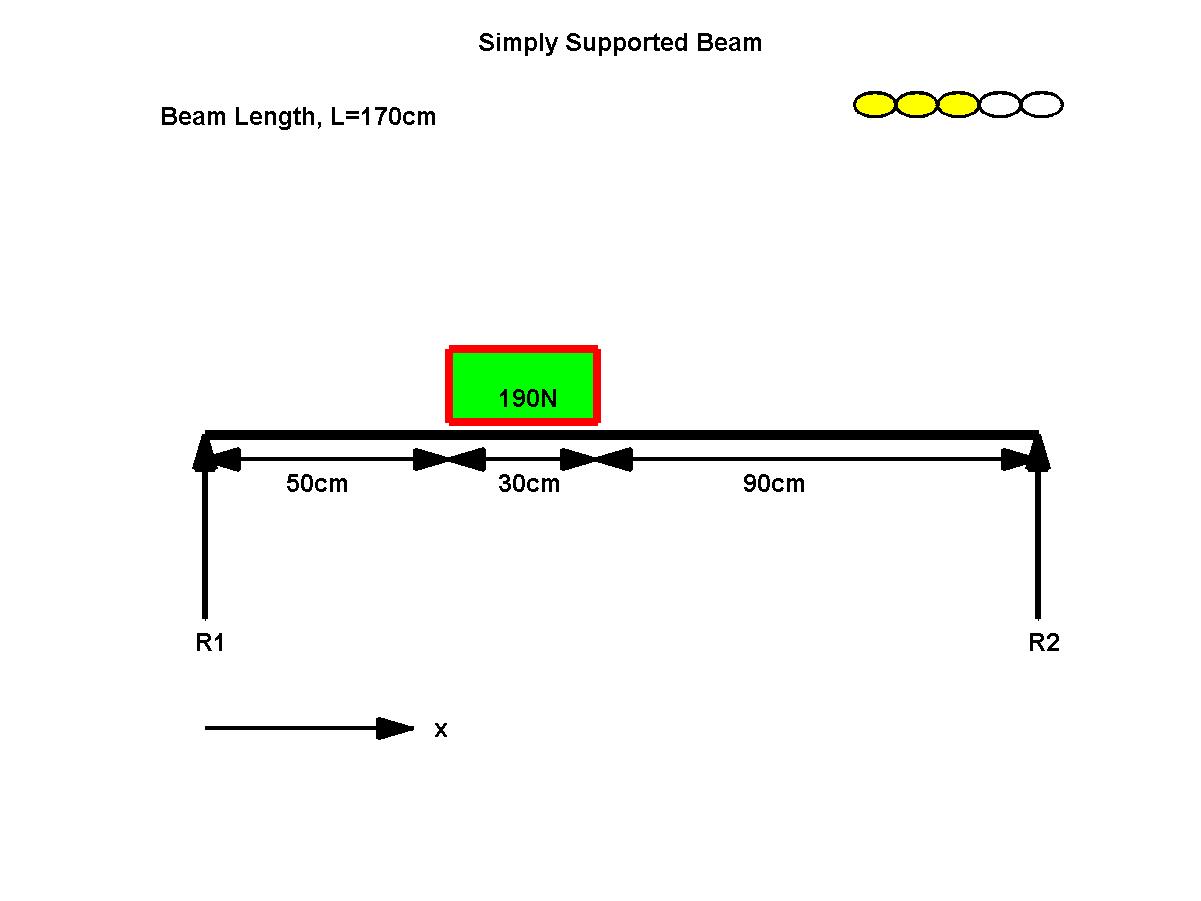 Simply Supported Beam
Beam Length, L=170cm
190N
50cm
30cm
90cm
R1
R2
x